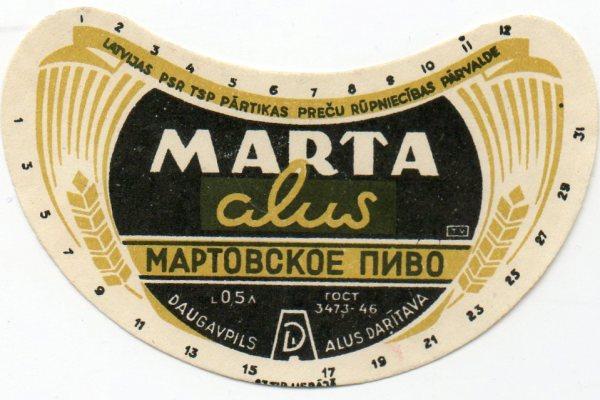 1 2 3 4 5 6 7 8 9 10 11 12
LATVIJAS PSR TSP PĀRTIKAS PREČU RŪPNIECĪBAS PĀRVALDE
MARTA
alus
МАРТОВСКОЕ ПИВО
L 0,5 Л
ГОСТ
3473-46
DAUGAVPILS ALUS DARĪTAVA
1 3 5 7 9 11 13 15 17 19 21 23 25 27 29 31